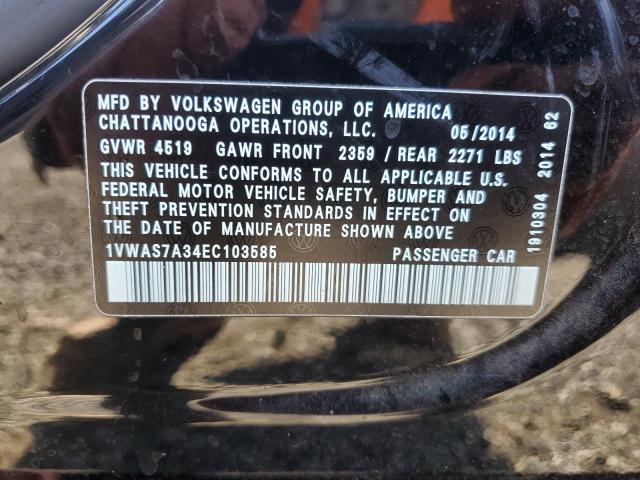 MFD BY VOLKSWAGEN GROUP OF AMERICA
CHATTANOOGA OPERATIONS, LLC. 05/2014
GVWR 4519 GAWR FRONT 2359 / REAR 2271 LBS
THIS VEHICLE CONFORMS TO ALL APPLICABLE U.S.
FEDERAL MOTOR VEHICLE SAFETY, BUMPER AND
THEFT PREVENTION STANDARDS IN EFFECT ON
THE DATE OF MANUFACTURE SHOWN ABOVE
1VWAS7A34EC103585 PASSENGER CAR
1910304 2014 62